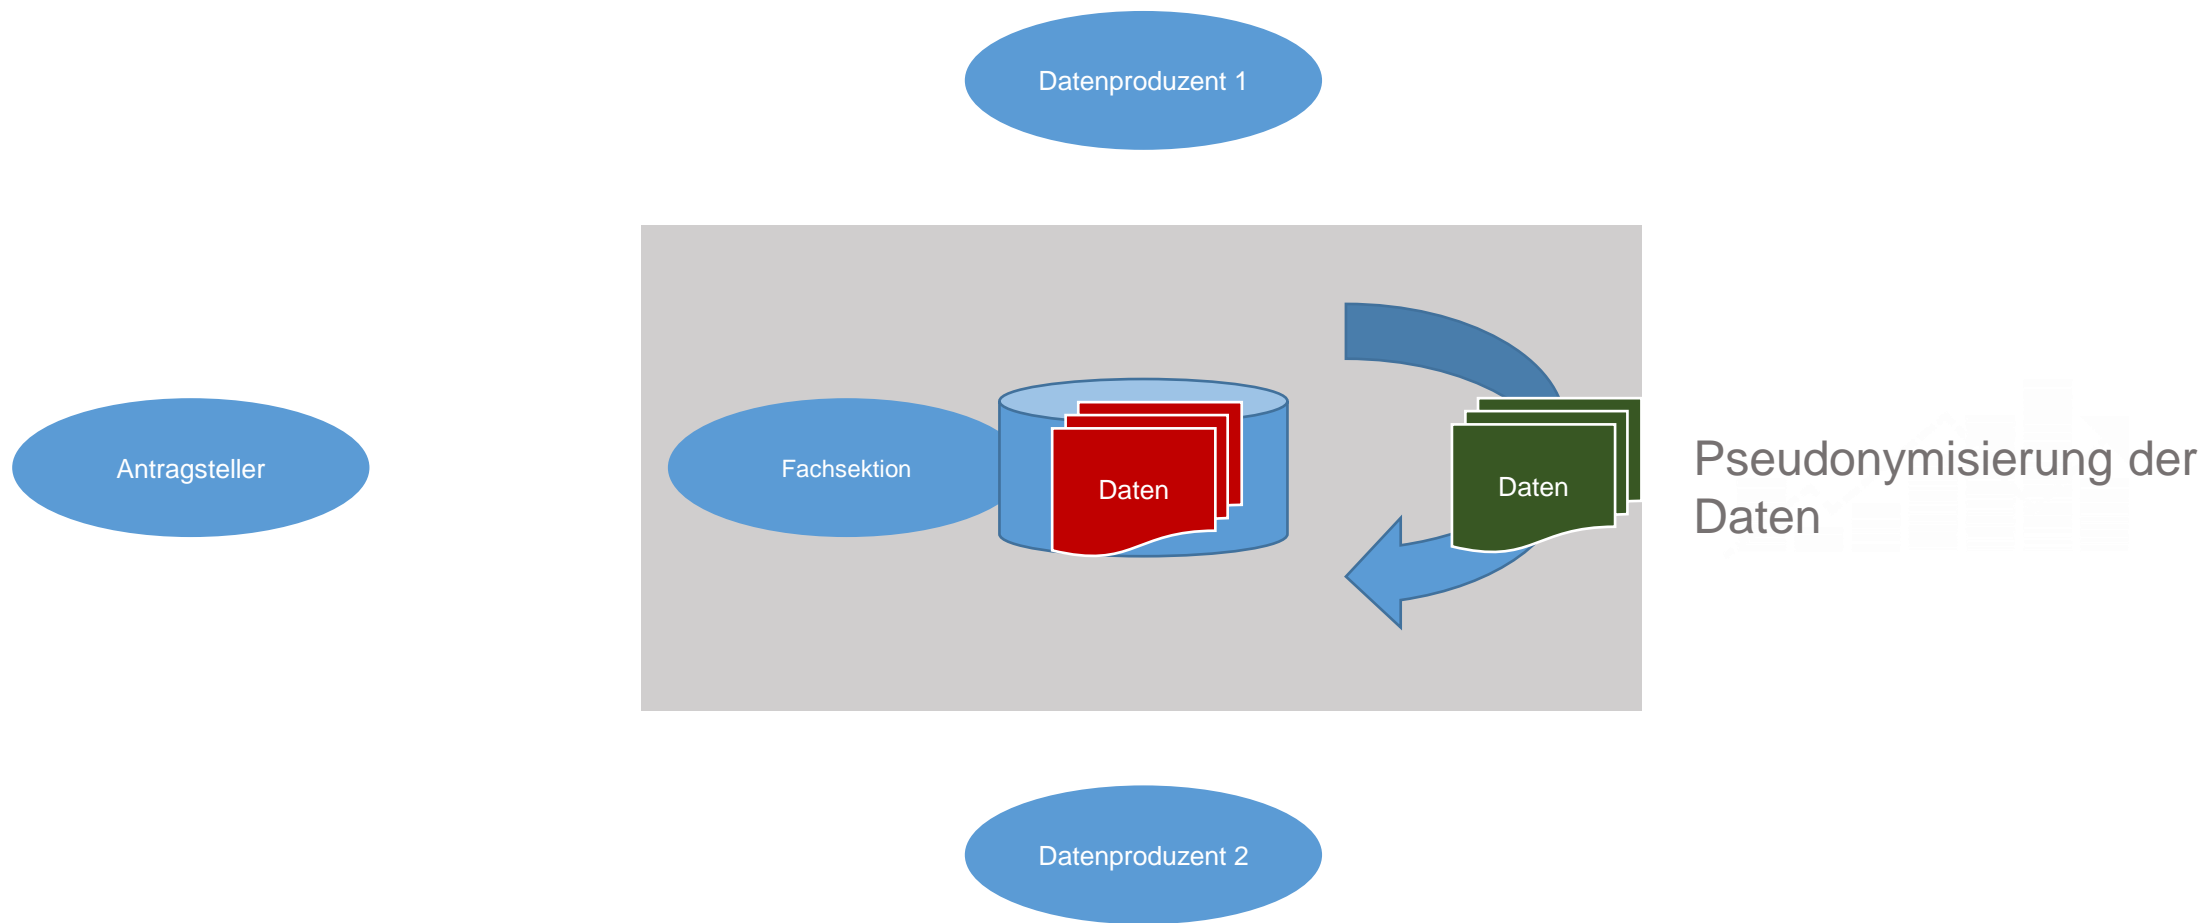 Datenproduzent 1
Antragsteller
Fachsektion
Daten
Daten
Pseudonymisierung der
Daten
Datenproduzent 2